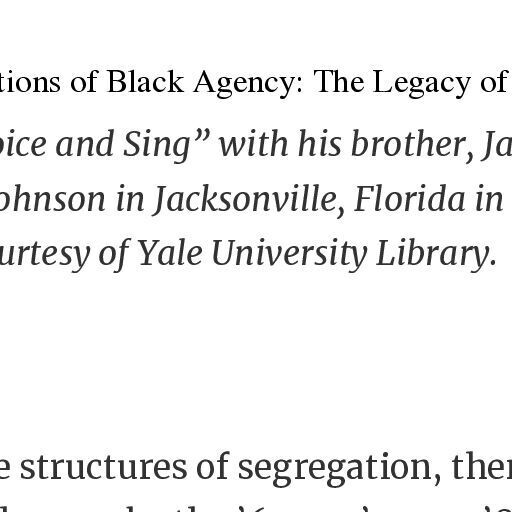 tions of Black Agency: The Legacy of
oice and Sing” with his brother, Ja
ohnson in Jacksonville, Florida in
urtesy of Yale University Library.
e structures of segregation, ther